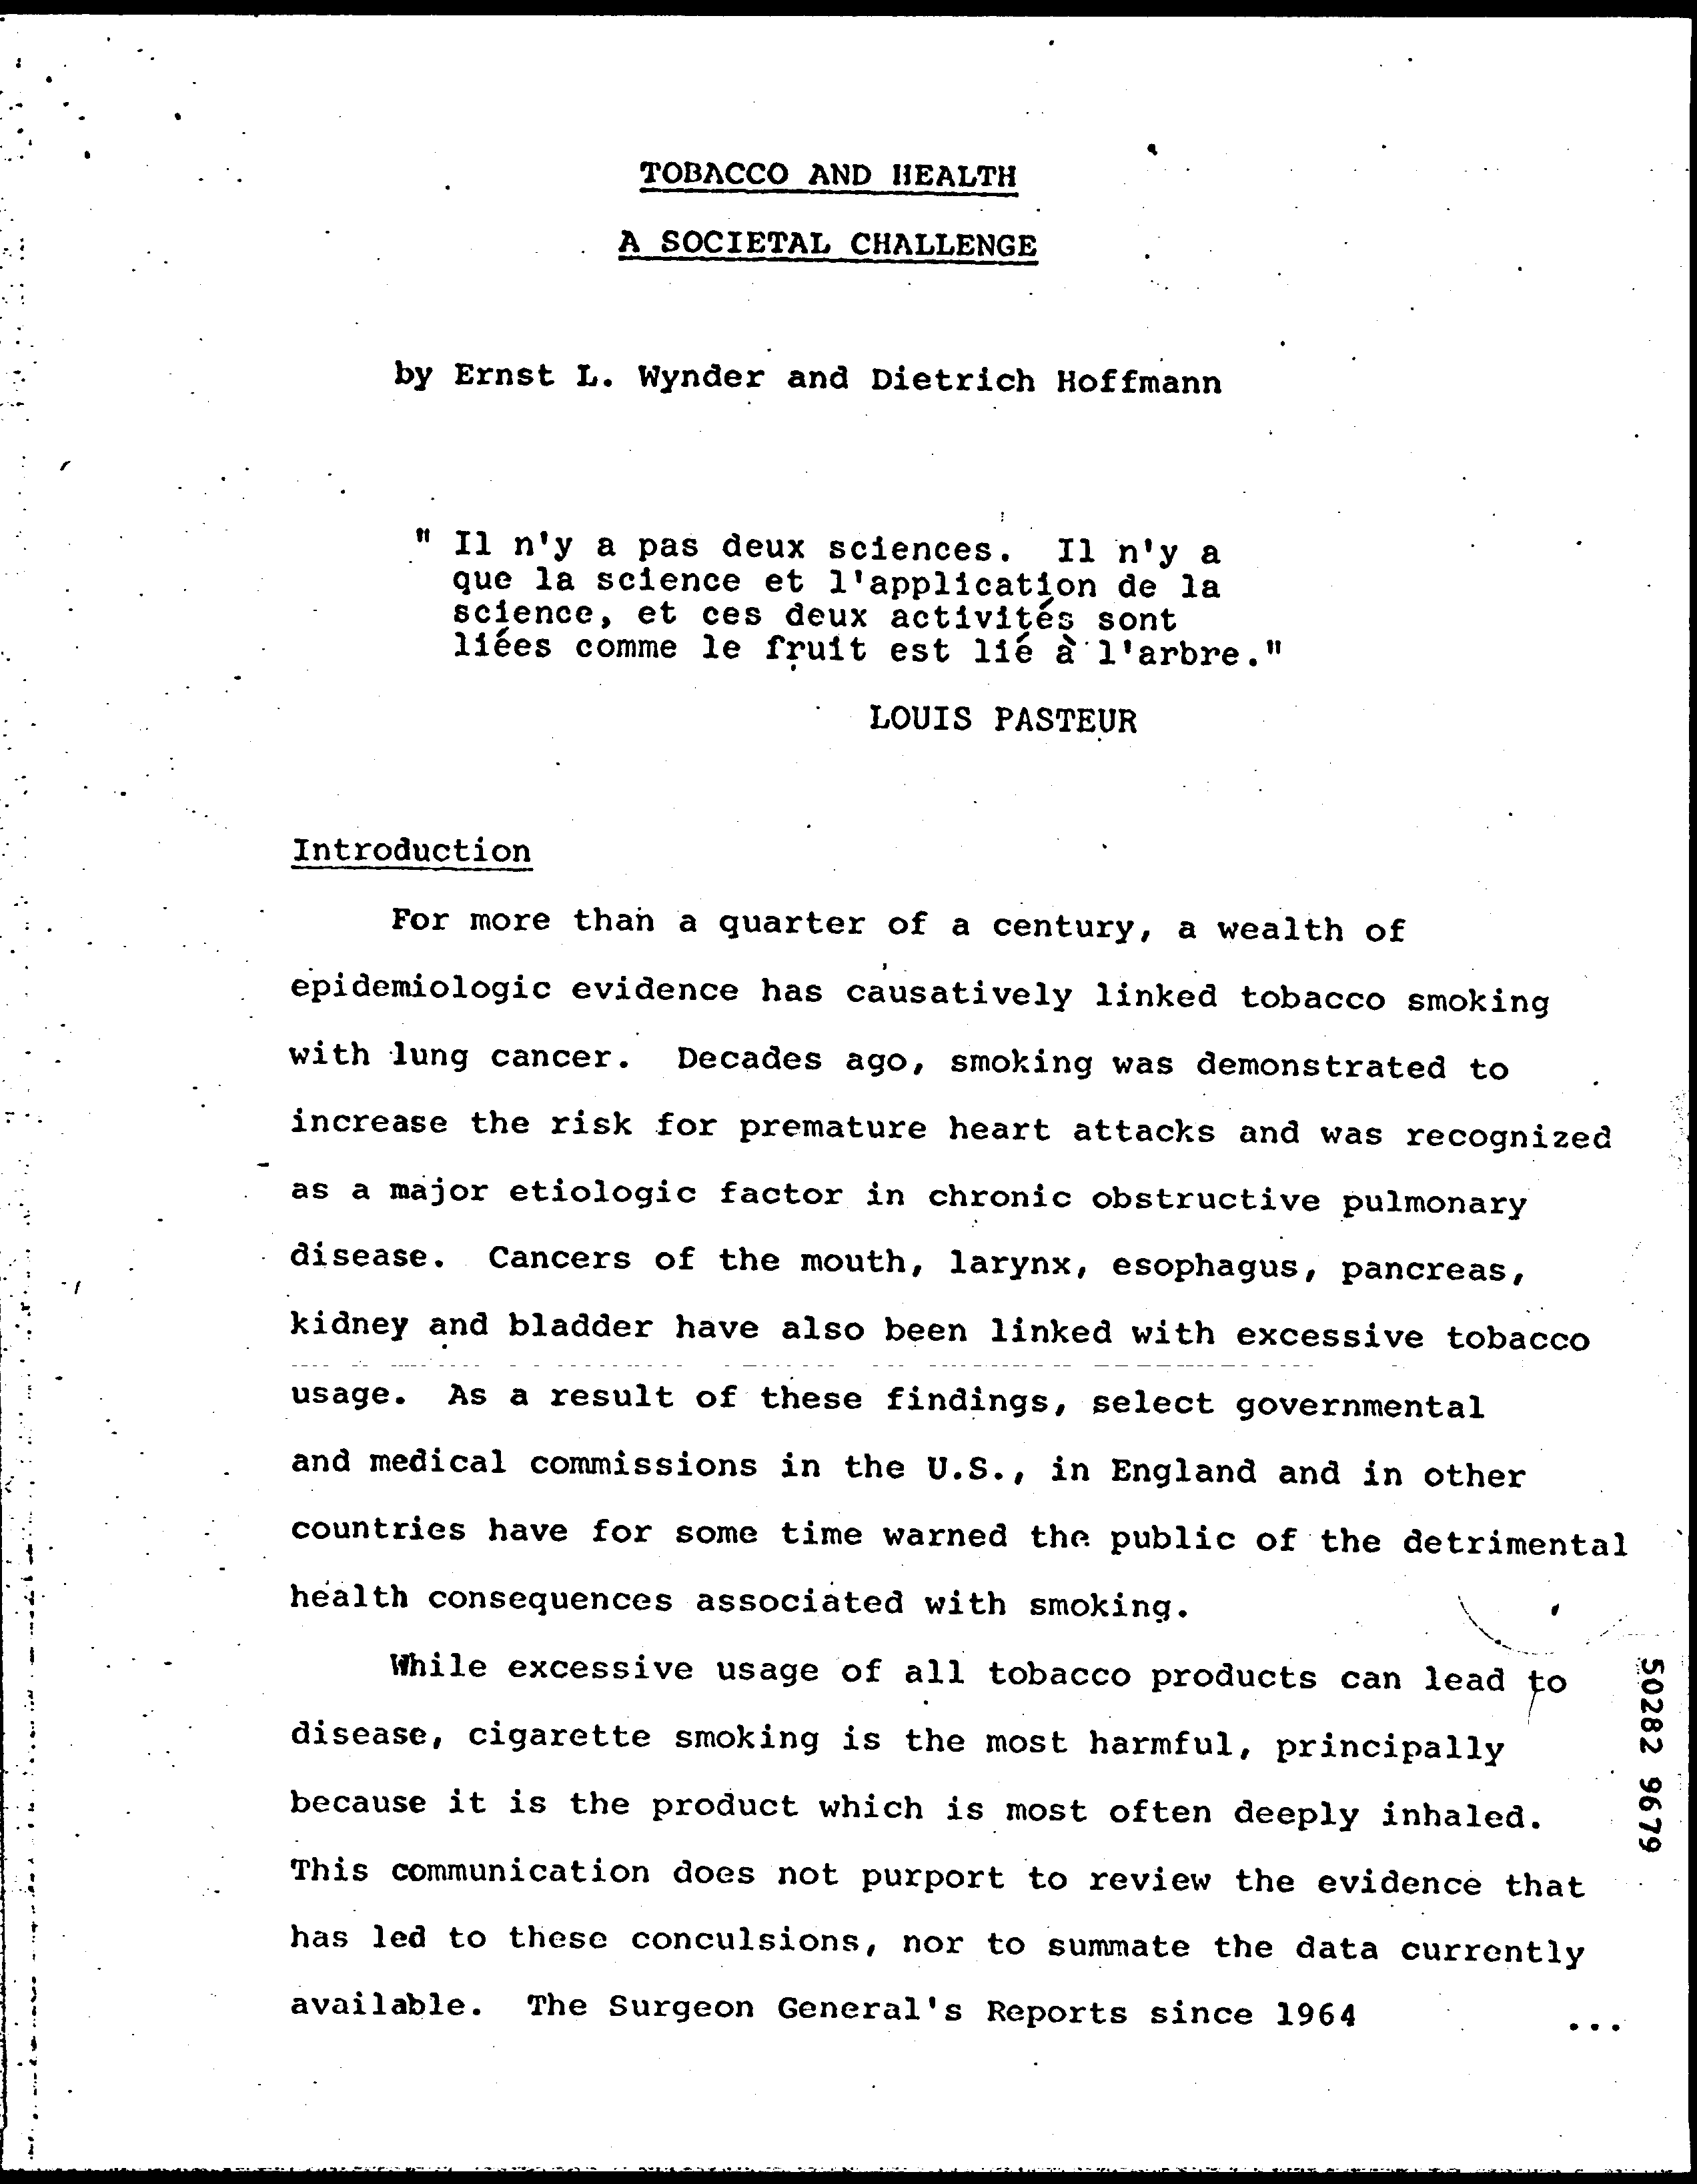 TOBACCO AND HEALTH
A SOCIETAL CHALLENGE
by Ernst L. Wynder and Dietrich Hoffmann
" Il n'y a pas deux sciences. Il n'y a
que la science et l'application de la
science, et ces deux activités sont
liées comme le fruit est lié à l'arbre."
LOUIS PASTEUR
Introduction
For more than a quarter of a century, a wealth of
epidemiologic evidence has causatively linked tobacco smoking
with lung cancer. Decades ago, smoking was demonstrated to
increase the risk for premature heart attacks and was recognized
as a major etiologic factor in chronic obstructive pulmonary
disease. Cancers of the mouth, larynx, esophagus, pancreas,
kidney and bladder have also been linked with excessive tobacco
usage. As a result of these findings, select governmental
and medical commissions in the U.S., in England and in other
countries have for some time warned the public of the detrimental
health consequences associated with smoking.
While excessive usage of all tobacco products can lead to
disease, cigarette smoking is the most harmful, principally
because it is the product which is most often deeply inhaled.
This communication does not purport to review the evidence that
has led to these conculsions, nor to summate the data currently
available. The Surgeon General's Reports since 1964 ...
50282 9679